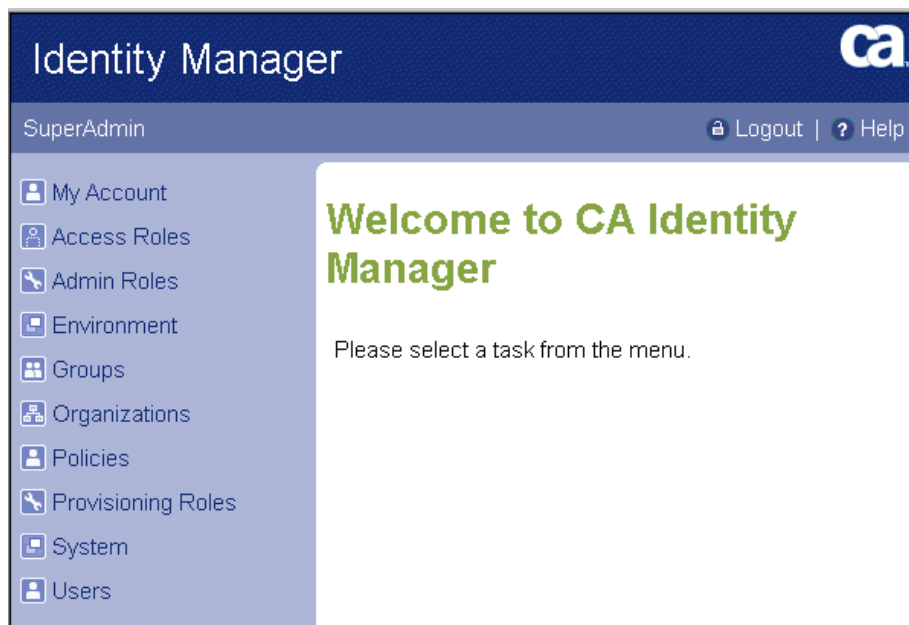 Identity Manager
ca
SuperAdmin
Logout | ? Help
My Account
Access Roles
Admin Roles
Environment
Groups
Organizations
Policies
Provisioning Roles
System
Users
Welcome to CA Identity
Manager
Please select a task from the menu.